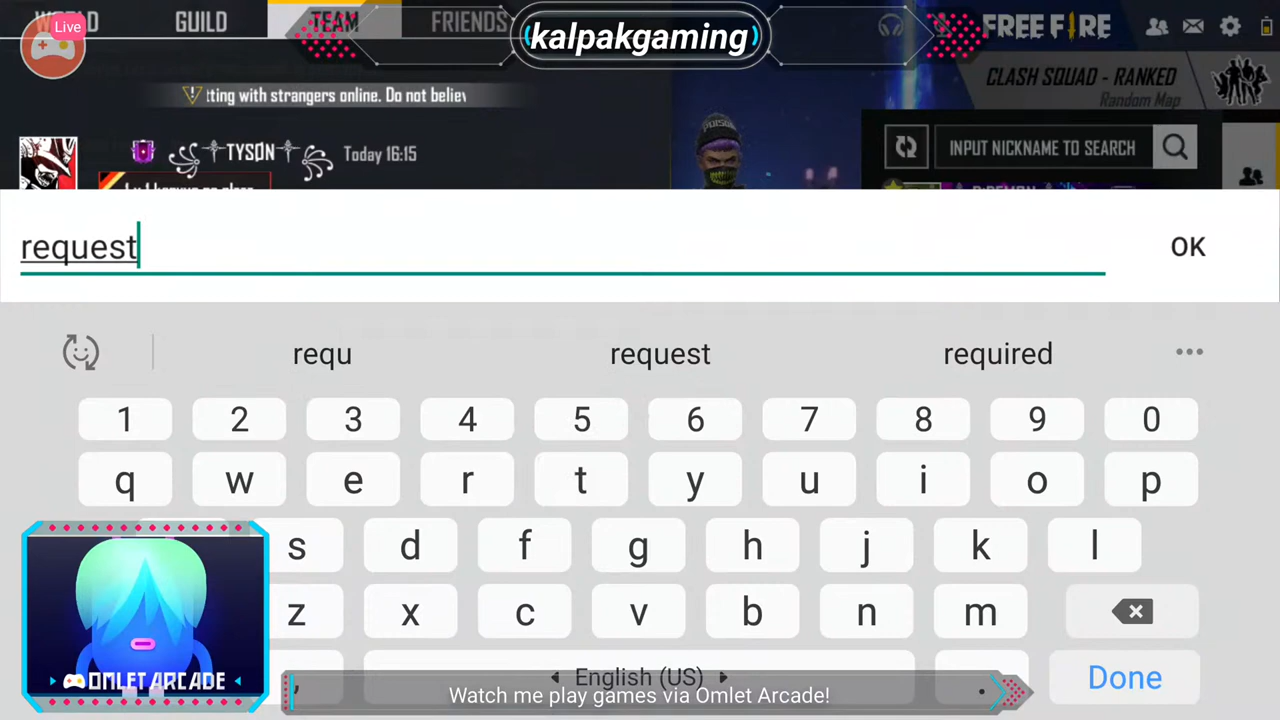 Live
GUILD
TEAM
FRIENDS
kalpakgaming
FREE FIRE
CLASH SQUAD - RANKED
Random Map
tting with strangers online. Do not believ
TYSØN
Today 16:15
INPUT NICKNAME TO SEARCH
request
OK
requ
request
required
1 2 3 4 5 6 7 8 9 0
q w e r t y u i o p
s d f g h j k l
z x c v b n m
, English (US) .
Done
OMLET ARCADE
Watch me play games via Omlet Arcade!